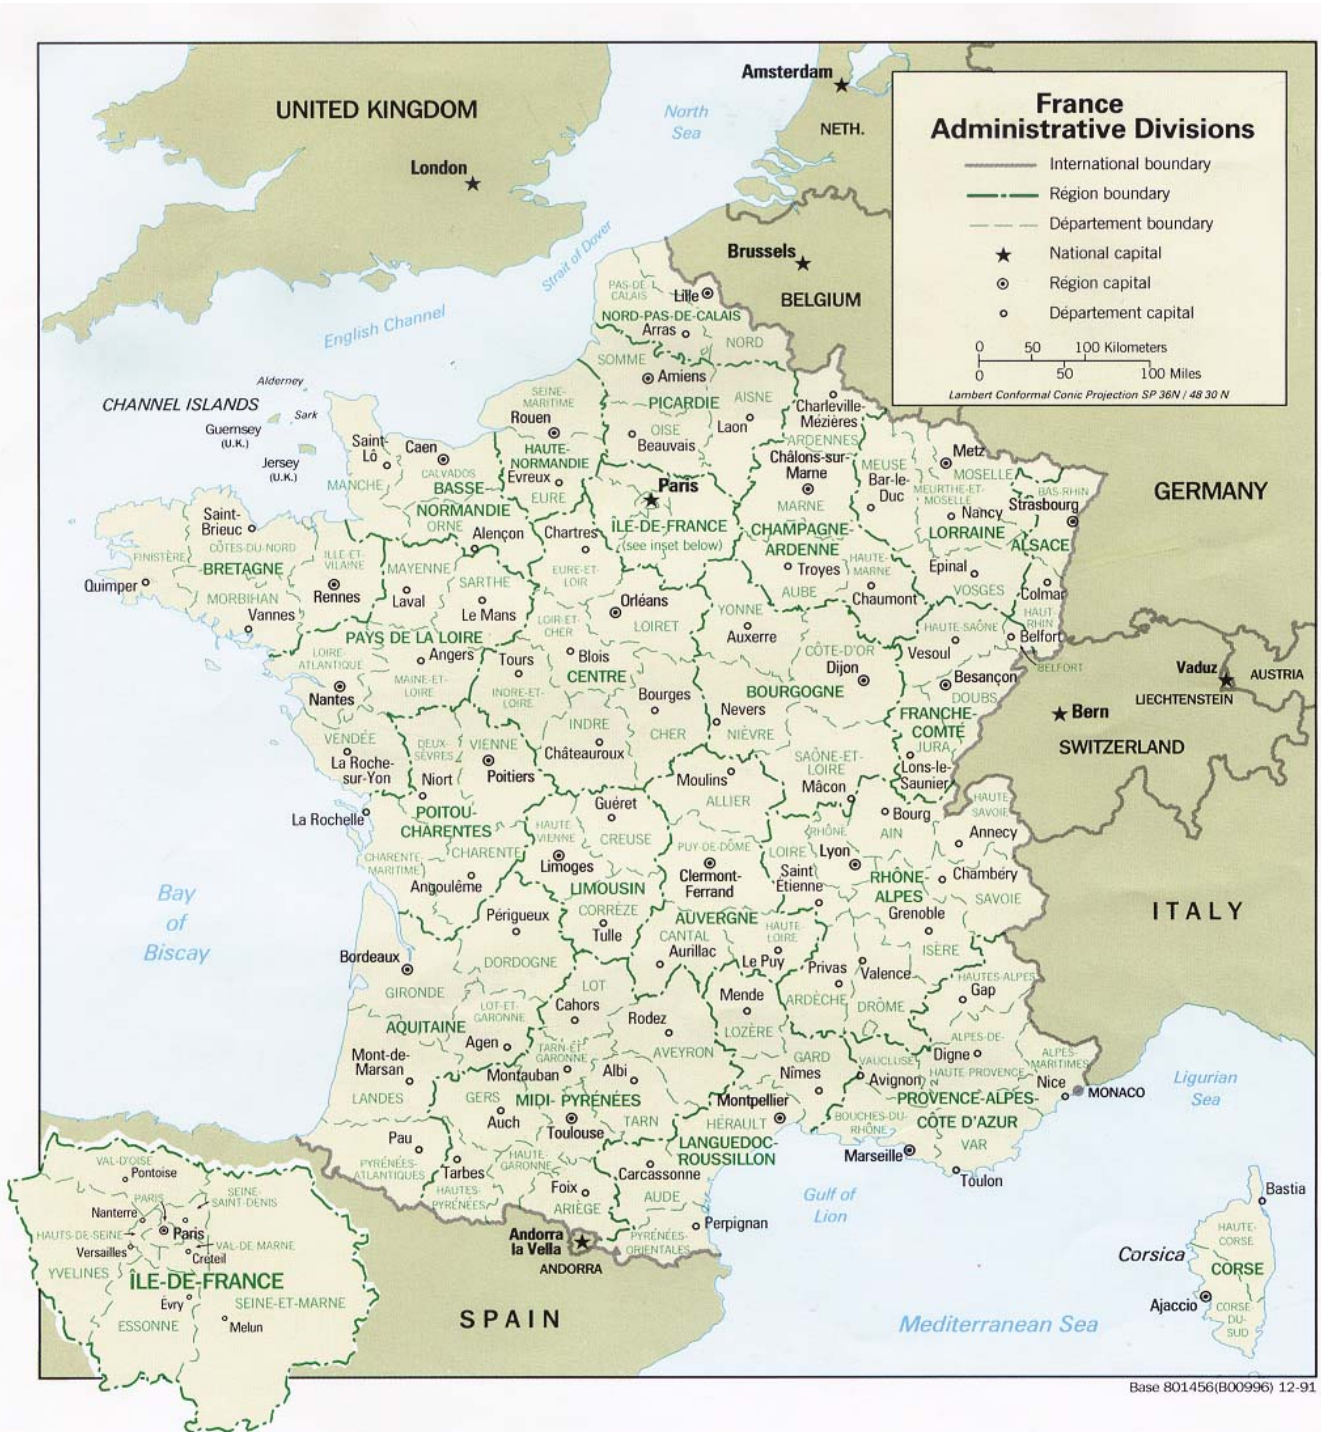 France
Administrative Divisions
International boundary
Région boundary
Département boundary
National capital
Région capital
Département capital
0 50 100 Kilometers
0 50 100 Miles
Lambert Conformal Conic Projection SP 36N / 48 30 N
UNITED KINGDOM
London
North
Sea
Amsterdam
NETH.
Brussels
BELGIUM
Strait of Dover
English Channel
Alderney
CHANNEL ISLANDS
Sark
Guernsey
(U.K.)
Jersey
(U.K.)
PAS-DE-
CALAIS
Lille
NORD-PAS-DE-CALAIS
Arras
NORD
SOMME
Amiens
PICARDIE
AISNE
OISE
Beauvais
Laon
SEINE-
MARITIME
Rouen
HAUTE-
NORMANDIE
Evreux
EURE
Charleville-
Mézières
ARDENNES
Châlons-sur-
Marne
MARNE
CHAMPAGNE-
ARDENNE
Troyes
AUBE
HAUTE-
MARNE
Chaumont
MEUSE
Bar-le-
Duc
Metz
MOSELLE
MEURTHE-ET-
MOSELLE
Nancy
LORRAINE
Épinal
VOSGES
BAS-RHIN
Strasbourg
ALSACE
Colmar
HAUT-
RHIN
GERMANY
Saint-
Lô
Caen
CALVADOS
MANCHE
BASSE-
NORMANDIE
ORNE
Alençon
Paris
ÎLE-DE-FRANCE
(see inset below)
Chartres
EURE-ET-
LOIR
Saint-
Brieuc
CÔTES-DU-NORD
FINISTÈRE
BRETAGNE
Quimper
MORBIHAN
Vannes
ILLE-ET-
VILAINE
Rennes
MAYENNE
Laval
SARTHE
Le Mans
PAYS DE LA LOIRE
LOIRE-
ATLANTIQUE
Angers
MAINE-ET-
LOIRE
Nantes
VENDÉE
La Roche-
sur-Yon
Orléans
LOIRET
LOIR-ET-
CHER
Blois
Tours
CENTRE
INDRE-ET-
LOIRE
Bourges
CHER
INDRE
Châteauroux
YONNE
Auxerre
CÔTE-D'OR
Dijon
BOURGOGNE
Nevers
NIÈVRE
SAÔNE-ET-
LOIRE
Mâcon
HAUTE-SAÔNE
Vesoul
Belfort
BELFORT
Besançon
DOUBS
FRANCHE-
COMTÉ
JURA
Lons-le-
Saunier
Vaduz
LIECHTENSTEIN
AUSTRIA
Bern
SWITZERLAND
DEUX-
SÈVRES
VIENNE
Niort
Poitiers
La Rochelle
POITOU-
CHARENTES
CHARENTE
MARITIME
CHARENTE
Angoulême
Guéret
HAUTE
VIENNE
CREUSE
Limoges
LIMOUSIN
CORRÈZE
Tulle
Moulins
ALLIER
PUY-DE-DÔME
Clermont-
Ferrand
AUVERGNE
CANTAL
Aurillac
HAUTE-
LOIRE
Le Puy
Bourg
AIN
RHÔNE
LOIRE
Lyon
Saint
Étienne
RHÔNE-
ALPES
HAUTE
SAVOIE
Annecy
Chambéry
SAVOIE
Grenoble
ISÈRE
Privas
Valence
ARDÈCHE
DRÔME
ITALY
Bay
of
Biscay
Périgueux
DORDOGNE
Bordeaux
GIRONDE
LOT-ET-
GARONNE
AQUITAINE
Agen
Mont-de-
Marsan
LANDES
Pau
PYRÉNÉES-
ATLANTIQUES
LOT
Cahors
Rodez
AVEYRON
TARN-ET-
GARONNE
Montauban
Albi
GERS
Auch
MIDI- PYRÉNÉES
Toulouse
TARN
Tarbes
HAUTES-
PYRÉNÉES
HAUTE-
GARONNE
Foix
ARIÈGE
Mende
LOZÈRE
GARD
Nîmes
Montpellier
HÉRAULT
LANGUEDOC-
ROUSSILLON
Carcassonne
AUDE
Perpignan
PYRÉNÉES-
ORIENTALES
HAUTES-ALPES
Gap
ALPES-DE-
HAUTE PROVENCE
Digne
ALPES-
MARITIMES
Nice
MONACO
VAUCLUSE
Avignon
PROVENCE-ALPES-
CÔTE D'AZUR
BOUCHES-DU-
RHÔNE
VAR
Marseille
Toulon
Ligurian
Sea
Gulf of
Lion
Andorra
la Vella
ANDORRA
SPAIN
Mediterranean Sea
Bastia
HAUTE-
CORSE
Corsica
CORSE
Ajaccio
CORSE-
DU-
SUD
VAL-D'OISE
Pontoise
PARIS
SEINE-
SAINT-DENIS
Nanterre
HAUTS-DE-SEINE
Paris
Versailles
VAL-DE MARNE
Créteil
YVELINES
ÎLE-DE-FRANCE
Évry
SEINE-ET-MARNE
ESSONNE
Melun
Base 801456(B00996) 12-91